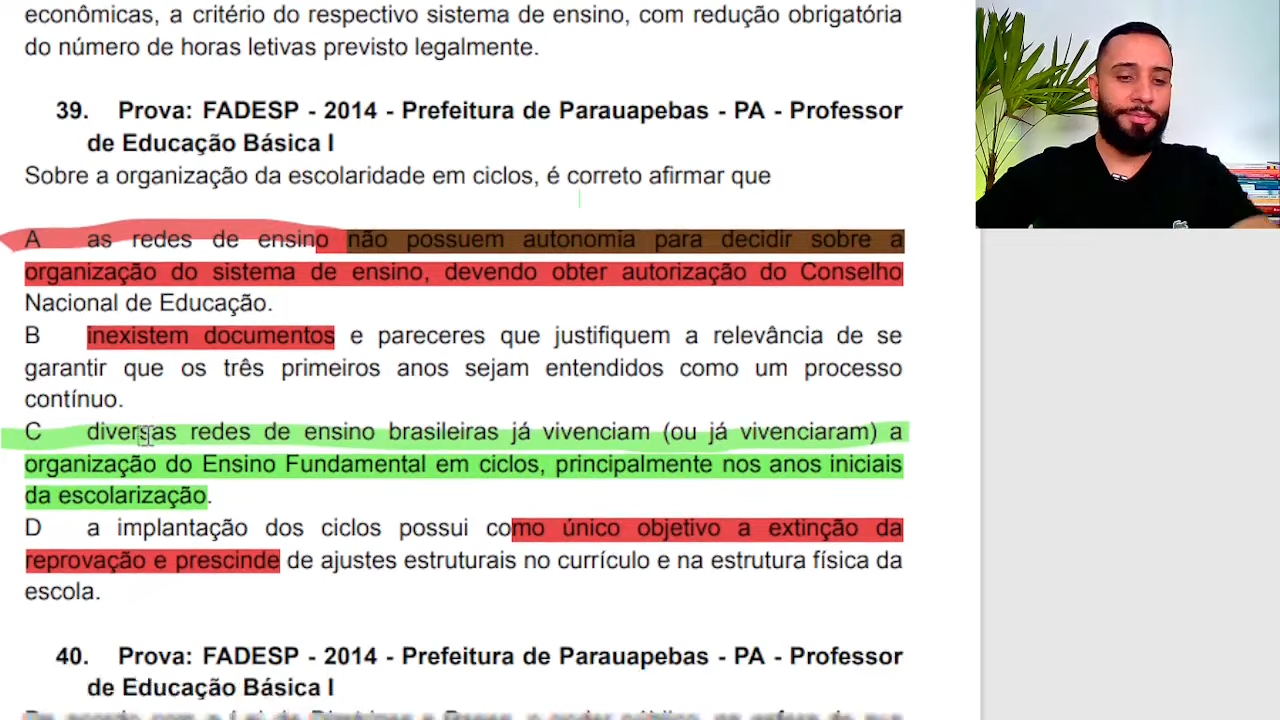 econômicas, a critério do respectivo sistema de ensino, com redução obrigatória
do número de horas letivas previsto legalmente.
39. Prova: FADESP - 2014 - Prefeitura de Parauapebas - PA - Professor
de Educação Básica I
Sobre a organização da escolaridade em ciclos, é correto afirmar que
A as redes de ensino não possuem autonomia para decidir sobre a
organização do sistema de ensino, devendo obter autorização do Conselho
Nacional de Educação.
B inexistem documentos e pareceres que justifiquem a relevância de se
garantir que os três primeiros anos sejam entendidos como um processo
contínuo.
C diversas redes de ensino brasileiras já vivenciam (ou já vivenciaram) a
organização do Ensino Fundamental em ciclos, principalmente nos anos iniciais
da escolarização.
D a implantação dos ciclos possui como único objetivo a extinção da
reprovação e prescinde de ajustes estruturais no currículo e na estrutura física da
escola.
40. Prova: FADESP - 2014 - Prefeitura de Parauapebas - PA - Professor
de Educação Básica I